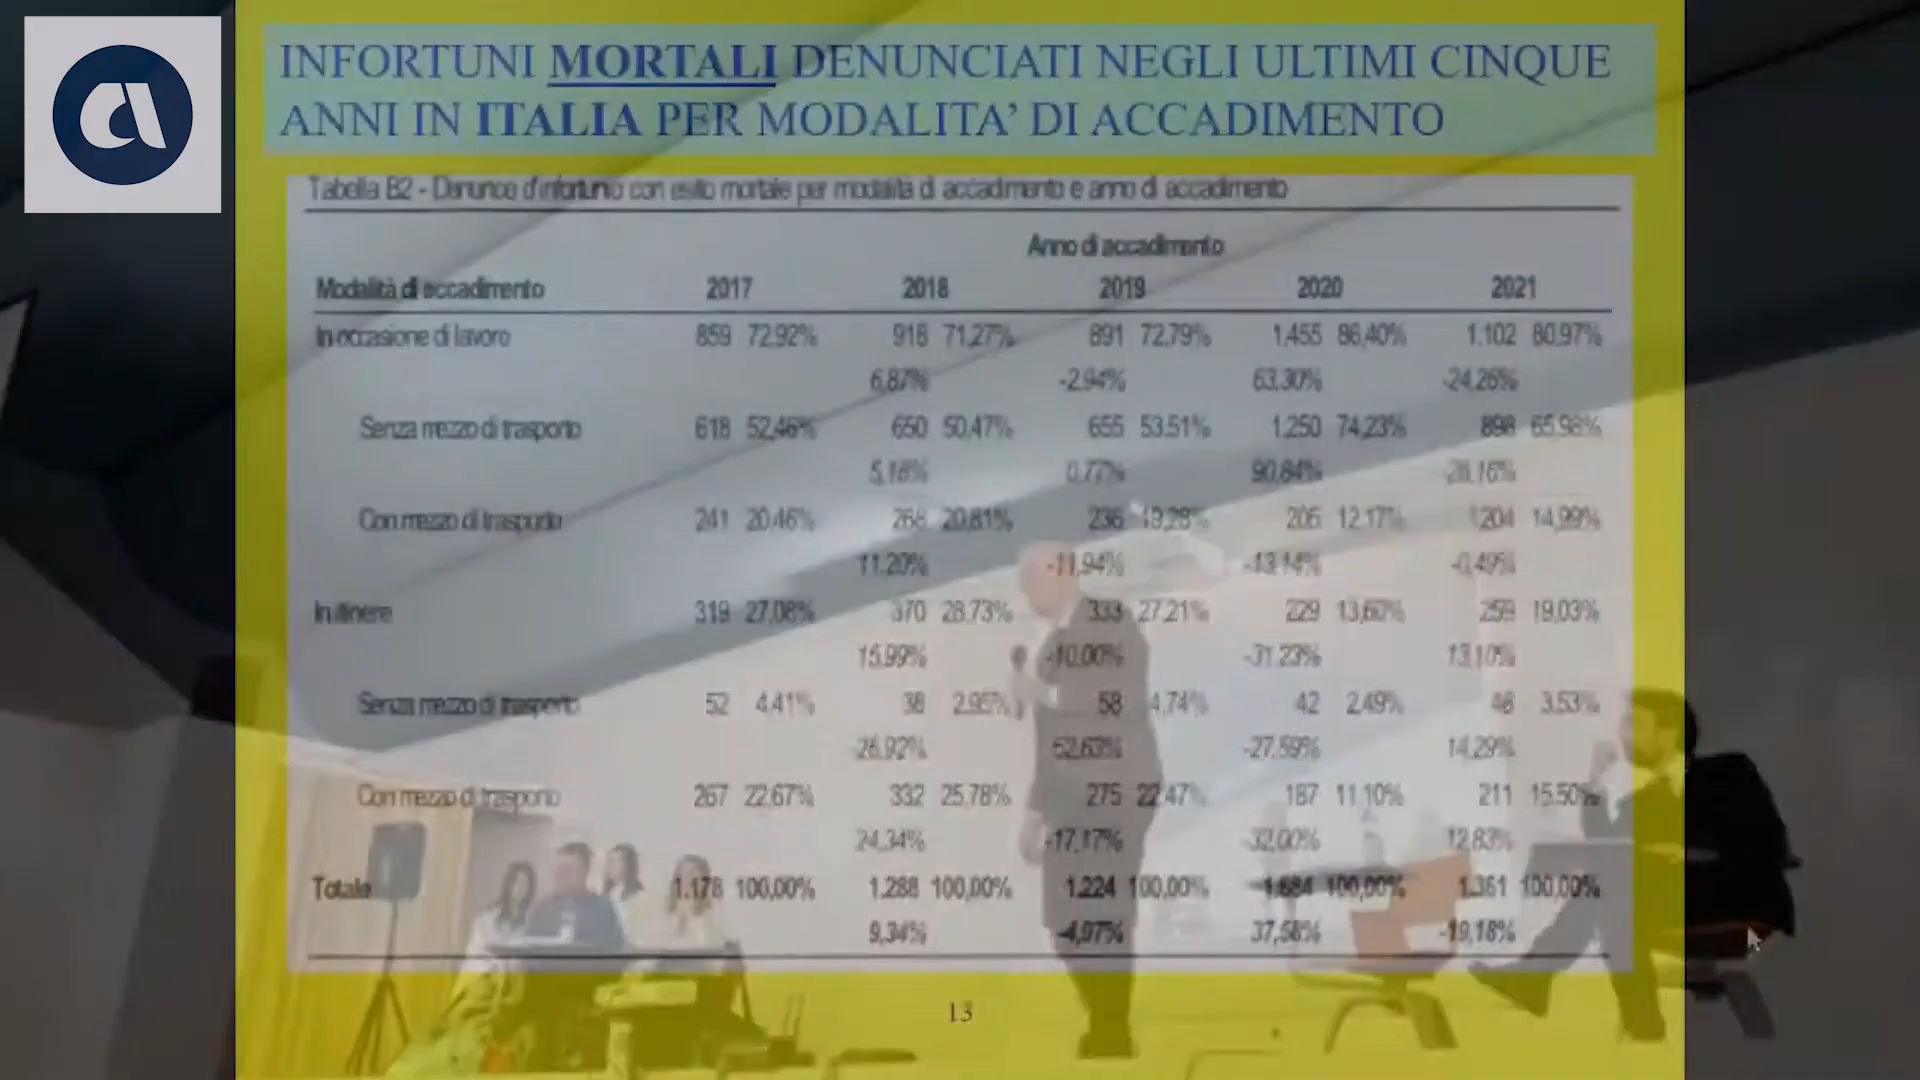 INFORTUNI MORTALI DENUNCIATI NEGLI ULTIMI CINQUE
ANNI IN ITALIA PER MODALITA' DI ACCADIMENTO
Tabella B2 - Denunce d'infortunio con esito mortale per modalità di accadimento e anno di accadimento
Anno di accadimento
Modalità di accadimento 2017 2018 2019 2020 2021
In occasione di lavoro 859 72,92% 918 71,27% 891 72,79% 1.455 86,40% 1.102 80,97%
6,87% -2,94% 63,30% -24,26%
Senza mezzo di trasporto 618 52,46% 650 50,47% 655 53,51% 1.250 74,23% 898 65,98%
5,18% 0,77% 90,84% -28,16%
Con mezzo di trasporto 241 20,46% 268 20,81% 236 19,28% 205 12,17% 204 14,99%
11,20% -11,94% -13,14% -0,49%
In itinere 319 27,08% 370 28,73% 333 27,21% 229 13,60% 259 19,03%
15,99% -10,00% -31,23% 13,10%
Senza mezzo di trasporto 52 4,41% 38 2,95% 58 4,74% 42 2,49% 48 3,53%
-26,92% 52,63% -27,59% 14,29%
Con mezzo di trasporto 267 22,67% 332 25,78% 275 22,47% 187 11,10% 211 15,50%
24,34% -17,17% -32,00% 12,83%
Totale 1.178 100,00% 1.288 100,00% 1.224 100,00% 1.684 100,00% 1.361 100,00%
9,34% -4,97% 37,58% -19,18%
13